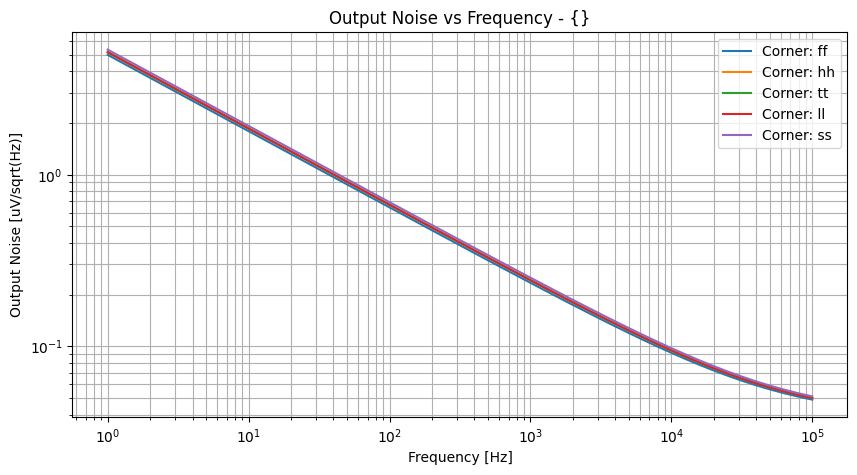 Output Noise vs Frequency - {}
Corner: ff
Corner: hh
Corner: tt
Corner: ll
Corner: ss
Output Noise [uV/sqrt(Hz)]
10⁰
10⁻¹
10⁰ 10¹ 10² 10³ 10⁴ 10⁵
Frequency [Hz]